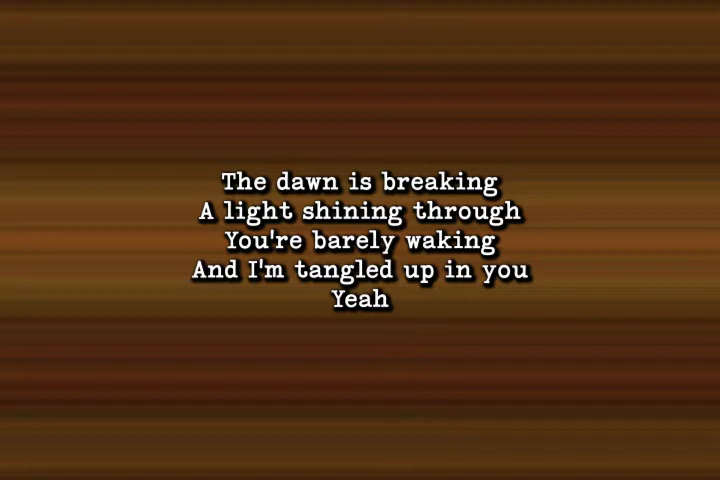 The dawn is breaking
A light shining through
You're barely waking
And I'm tangled up in you
Yeah